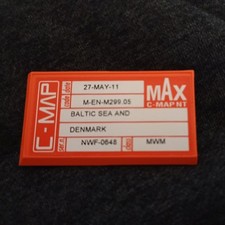 C-MAP
27-MAY-11
M-EN-M299.05
BALTIC SEA AND
DENMARK
NWF-0648
MWM
MAX
C-MAP NT